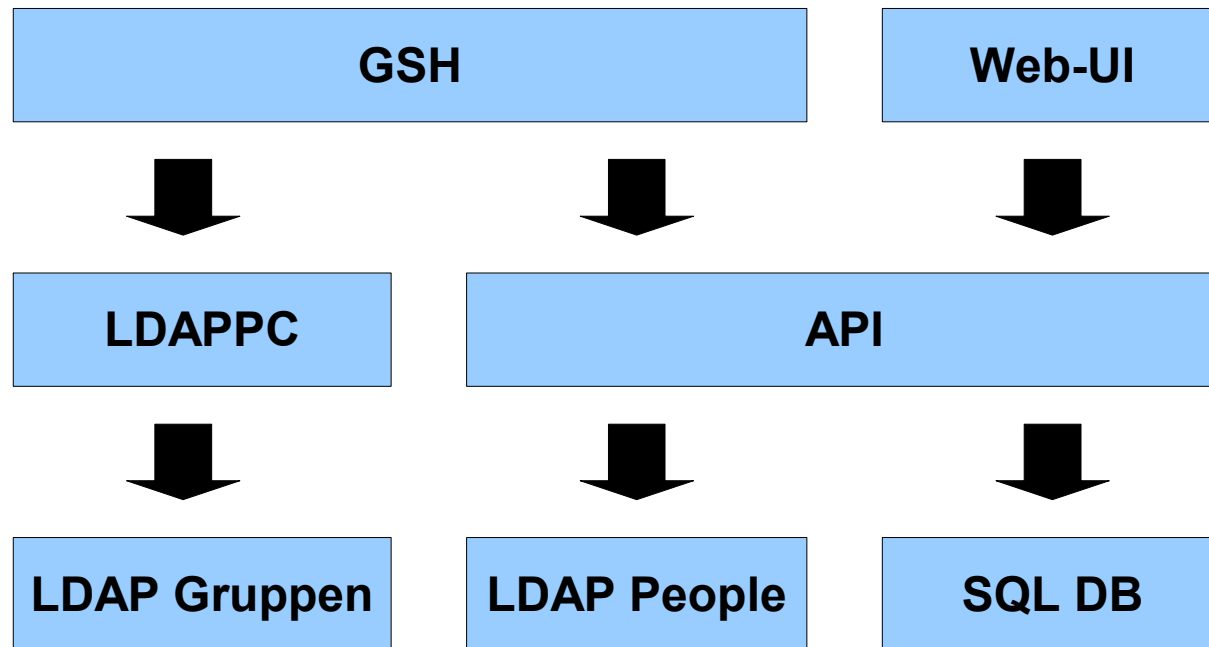 GSH
Web-UI
LDAPPC
API
LDAP Gruppen
LDAP People
SQL DB